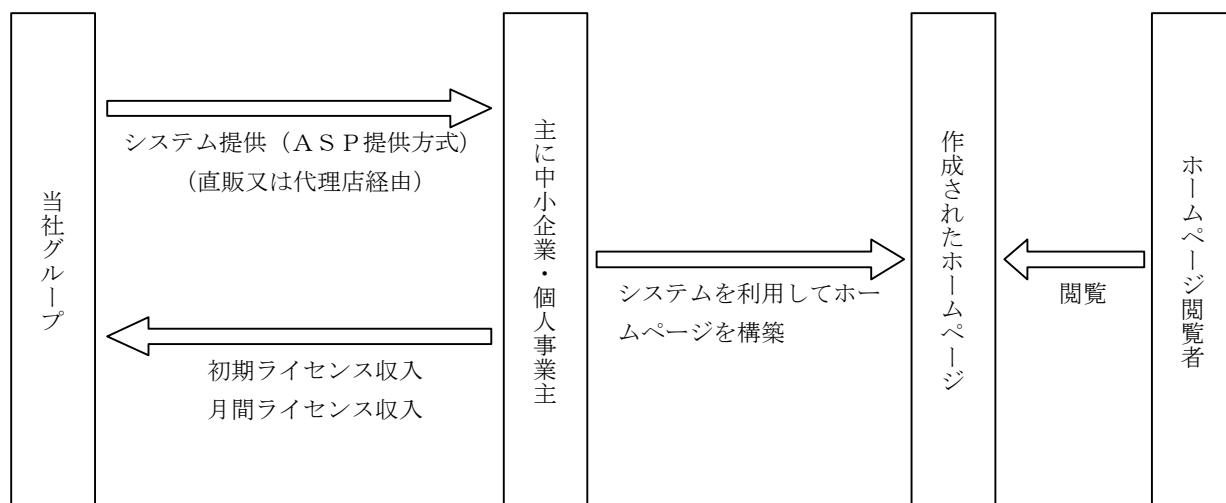 当社グループ
システム提供（ＡＳＰ提供方式）
（直販又は代理店経由）
初期ライセンス収入
月間ライセンス収入
主に中小企業・個人事業主
システムを利用してホー
ムページを構築
作成されたホームページ
閲覧
ホームページ閲覧者